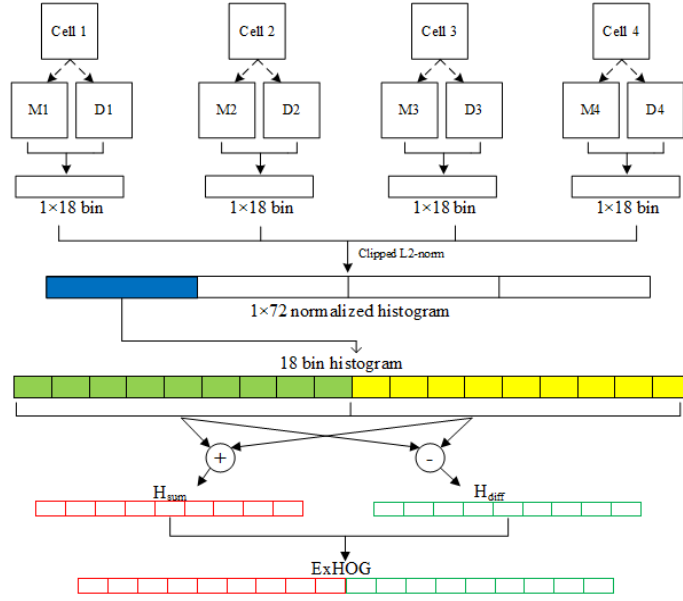 Cell 1 Cell 2 Cell 3 Cell 4
M1 D1 M2 D2 M3 D3 M4 D4
1×18 bin 1×18 bin 1×18 bin 1×18 bin
Clipped L2-norm
1×72 normalized histogram
18 bin histogram
+ -
Hsum Hdiff
ExHOG